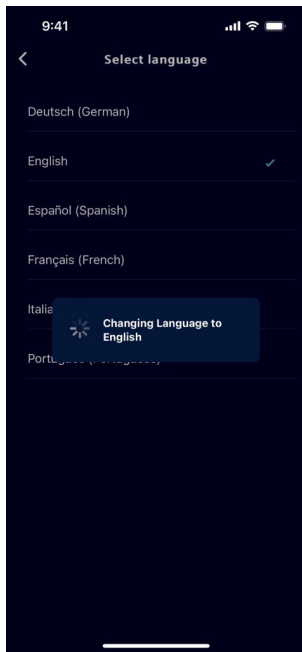 9:41
Select language
Deutsch (German)
English
Español (Spanish)
Français (French)
Changing Language to
English